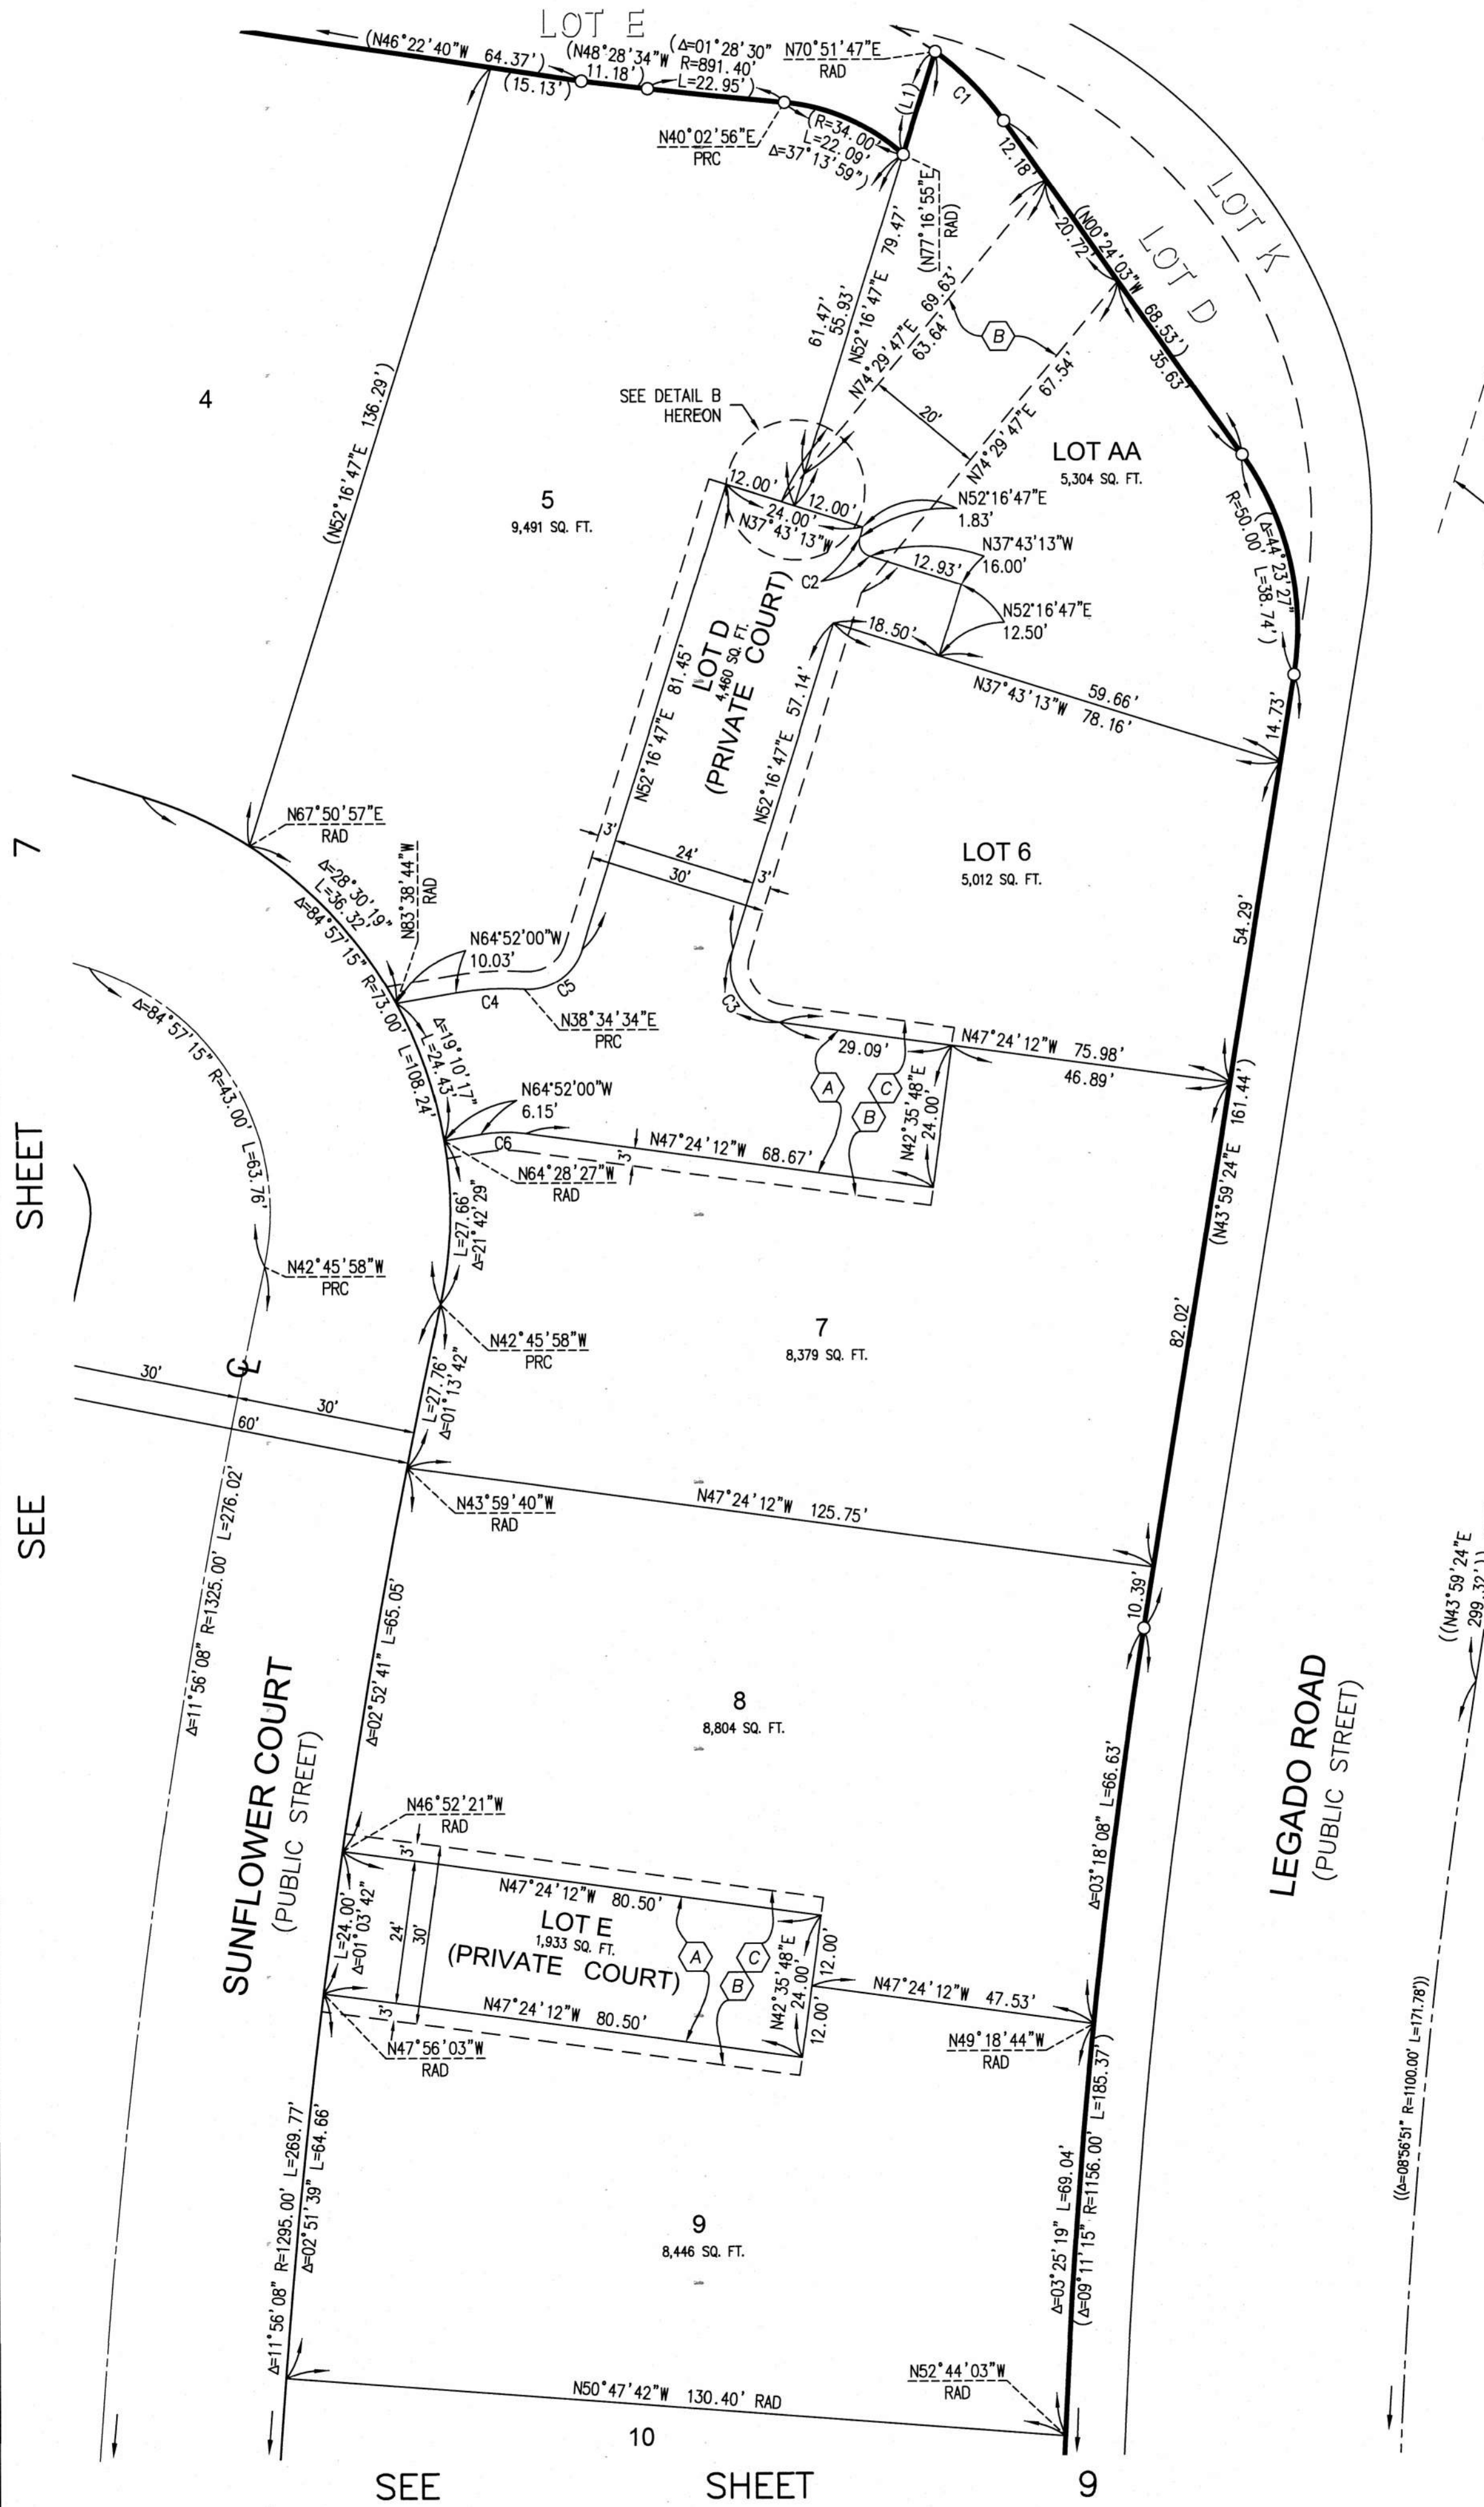 LOT E
(N46°22'40"W 64.37')
(15.13')
(N48°28'34"W
11.18')
(Δ=01°28'30"
R=891.40'
L=22.95')
N70°51'47"E
RAD
(L1)
C1
N40°02'56"E
PRC
(R=34.00'
L=22.09'
Δ=37°13'59")
(N77°16'55"E
RAD)
12.18'
20.72'
(N00°24'03"W 68.53')
35.63'
LOT K
LOT D
4
(N52°16'47"E 136.29')
61.47'
55.93'
N52°16'47"E 79.47'
N74°29'47"E 69.63'
63.64'
B
20'
N74°29'47"E 67.54'
SEE DETAIL B
HEREON
LOT AA
5,304 SQ. FT.
5
9,491 SQ. FT.
12.00'
12.00'
24.00'
N37°43'13"W
N52°16'47"E
1.83'
N37°43'13"W
16.00'
12.93'
C2
N52°16'47"E
12.50'
18.50'
(Δ=44°23'27"
R=50.00' L=38.74')
LOT D
4,460 SQ. FT.
(PRIVATE COURT)
N52°16'47"E 81.45'
N52°16'47"E 57.14'
59.66'
N37°43'13"W 78.16'
14.73'
3'
24'
30'
3'
LOT 6
5,012 SQ. FT.
54.29'
7
N67°50'57"E
RAD
Δ=28°30'19"
L=36.32'
Δ=84°57'15" R=73.00' L=108.24'
N83°38'44"W
RAD
N64°52'00"W
10.03'
C4
C5
N38°34'34"E
PRC
C3
Δ=84°57'15" R=43.00' L=63.76'
Δ=19°10'17"
L=24.43'
N64°52'00"W
6.15'
C6
N47°24'12"W 68.67'
3'
29.09'
N47°24'12"W 75.98'
46.89'
A
C
B
N42°35'48"E
24.00'
N64°28'27"W
RAD
L=27.66'
Δ=21°42'29"
(N43°59'24"E 161.44')
SHEET
N42°45'58"W
PRC
N42°45'58"W
PRC
7
8,379 SQ. FT.
82.02'
L=27.76'
Δ=01°13'42"
CL
30'
30'
60'
N43°59'40"W
RAD
N47°24'12"W 125.75'
SEE
10.39'
((N43°59'24"E
299.32'))
Δ=11°56'08" R=1325.00' L=276.02'
Δ=02°52'41" L=65.05'
SUNFLOWER COURT
(PUBLIC STREET)
8
8,804 SQ. FT.
Δ=03°18'08" L=66.63'
LEGADO ROAD
(PUBLIC STREET)
N46°52'21"W
RAD
3'
N47°24'12"W 80.50'
LOT E
1,933 SQ. FT.
(PRIVATE COURT)
L=24.00'
Δ=01°03'42"
24'
30'
A
C
B
N42°35'48"E
24.00'
12.00'
12.00'
N47°24'12"W 80.50'
3'
N47°24'12"W 47.53'
N49°18'44"W
RAD
N47°56'03"W
RAD
Δ=11°56'08" R=1295.00' L=269.77'
Δ=02°51'39" L=64.66'
9
8,446 SQ. FT.
Δ=03°25'19" L=69.04'
(Δ=09°11'15" R=1156.00' L=185.37')
((Δ=08°56'51" R=1100.00' L=171.78'))
N50°47'42"W 130.40' RAD
N52°44'03"W
RAD
10
SEE SHEET 9